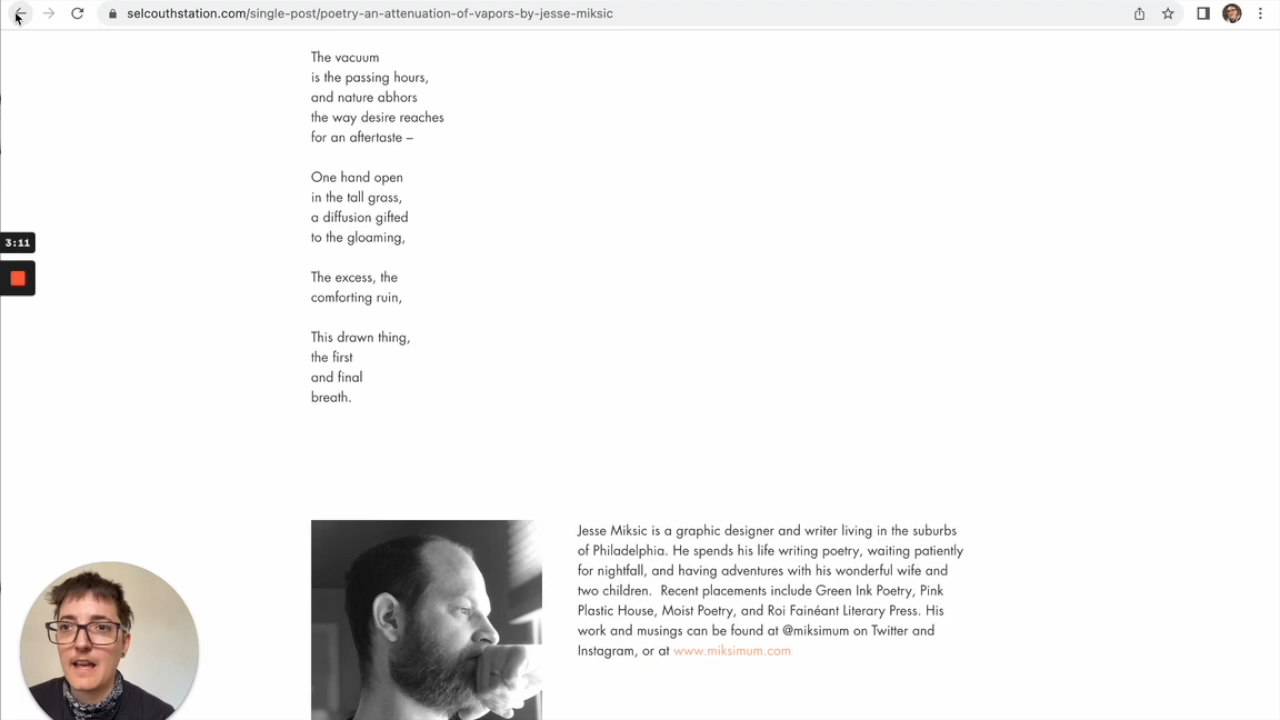 selcouthstation.com/single-post/poetry-an-attenuation-of-vapors-by-jesse-miksic
The vacuum
is the passing hours,
and nature abhors
the way desire reaches
for an aftertaste –
One hand open
in the tall grass,
a diffusion gifted
to the gloaming,
The excess, the
comforting ruin,
This drawn thing,
the first
and final
breath.
3:11
Jesse Miksic is a graphic designer and writer living in the suburbs
of Philadelphia. He spends his life writing poetry, waiting patiently
for nightfall, and having adventures with his wonderful wife and
two children.  Recent placements include Green Ink Poetry, Pink
Plastic House, Moist Poetry, and Roi Fainéant Literary Press. His
work and musings can be found at @miksimum on Twitter and
Instagram, or at www.miksimum.com